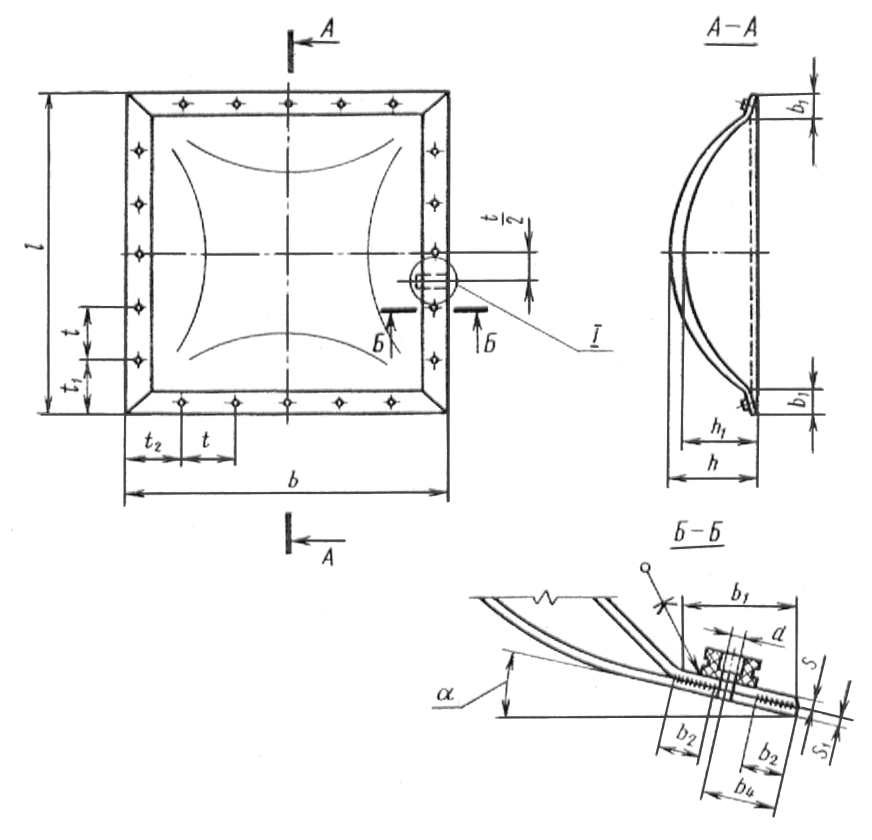 А
А–А
l
b₁
t/2
Б
Б
I
t
t₁
t₂
t
b
b₁
h₁
h
А
Б–Б
b₁
d
s
α
b₂
b₂
b₄
s₁